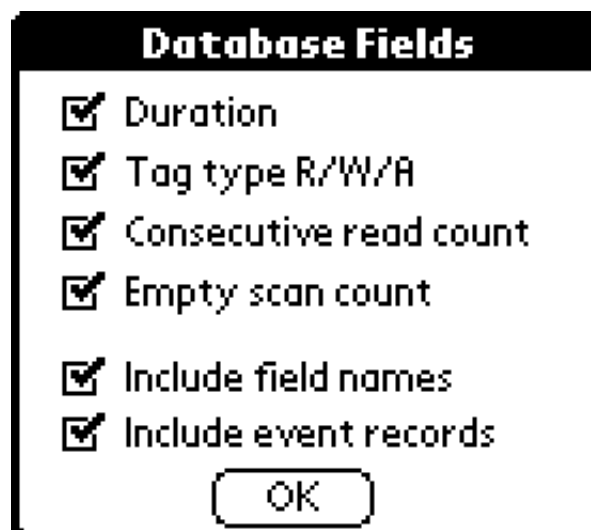 Database Fields
Duration
Tag type R/W/A
Consecutive read count
Empty scan count
Include field names
Include event records
OK